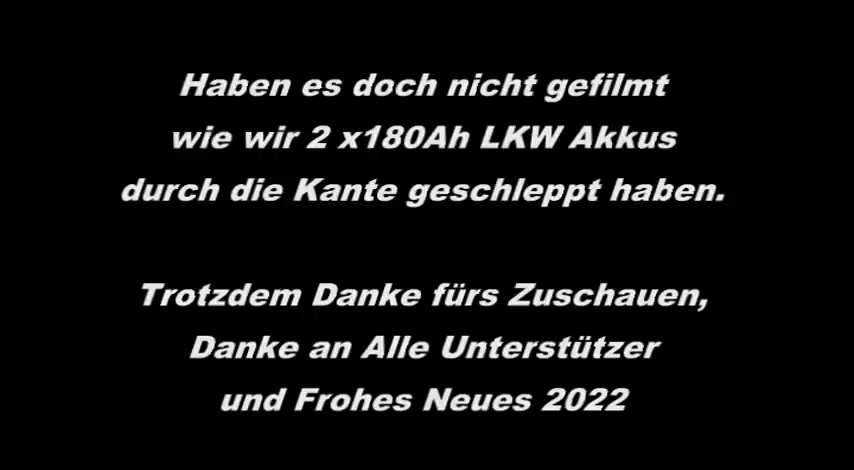 Haben es doch nicht gefilmt
wie wir 2 x180Ah LKW Akkus
durch die Kante geschleppt haben.
Trotzdem Danke fürs Zuschauen,
Danke an Alle Unterstützer
und Frohes Neues 2022